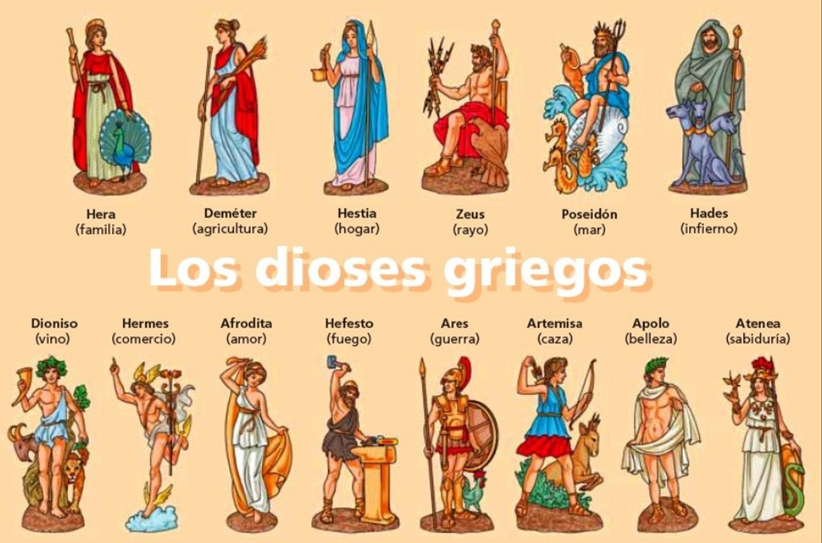 Hera
(familia)
Deméter
(agricultura)
Hestia
(hogar)
Zeus
(rayo)
Poseidón
(mar)
Hades
(infierno)
Los dioses griegos
Dioniso
(vino)
Hermes
(comercio)
Afrodita
(amor)
Hefesto
(fuego)
Ares
(guerra)
Artemisa
(caza)
Apolo
(belleza)
Atenea
(sabiduría)